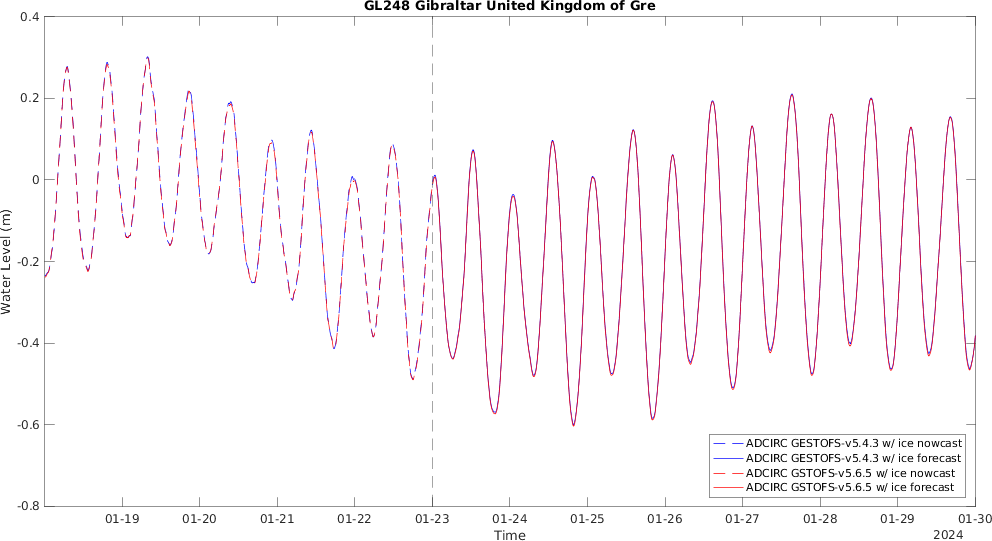 GL248 Gibraltar United Kingdom of Gre
0.4
0.2
0
-0.2
-0.4
-0.6
-0.8
Water Level (m)
ADCIRC GESTOFS-v5.4.3 w/ ice nowcast
ADCIRC GESTOFS-v5.4.3 w/ ice forecast
ADCIRC GSTOFS-v5.6.5 w/ ice nowcast
ADCIRC GSTOFS-v5.6.5 w/ ice forecast
01-19 01-20 01-21 01-22 01-23 01-24 01-25 01-26 01-27 01-28 01-29 01-30
Time
2024